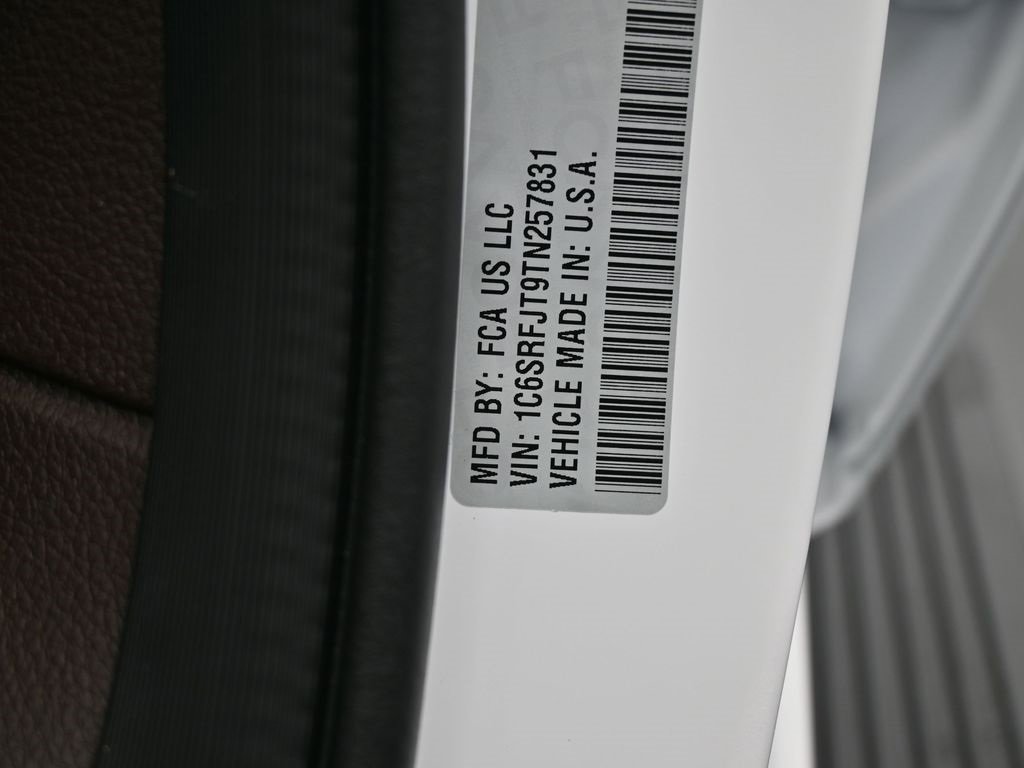 MFD BY: FCA US LLC
VIN: 1C6SRFJT9TN257831
VEHICLE MADE IN: U.S.A.